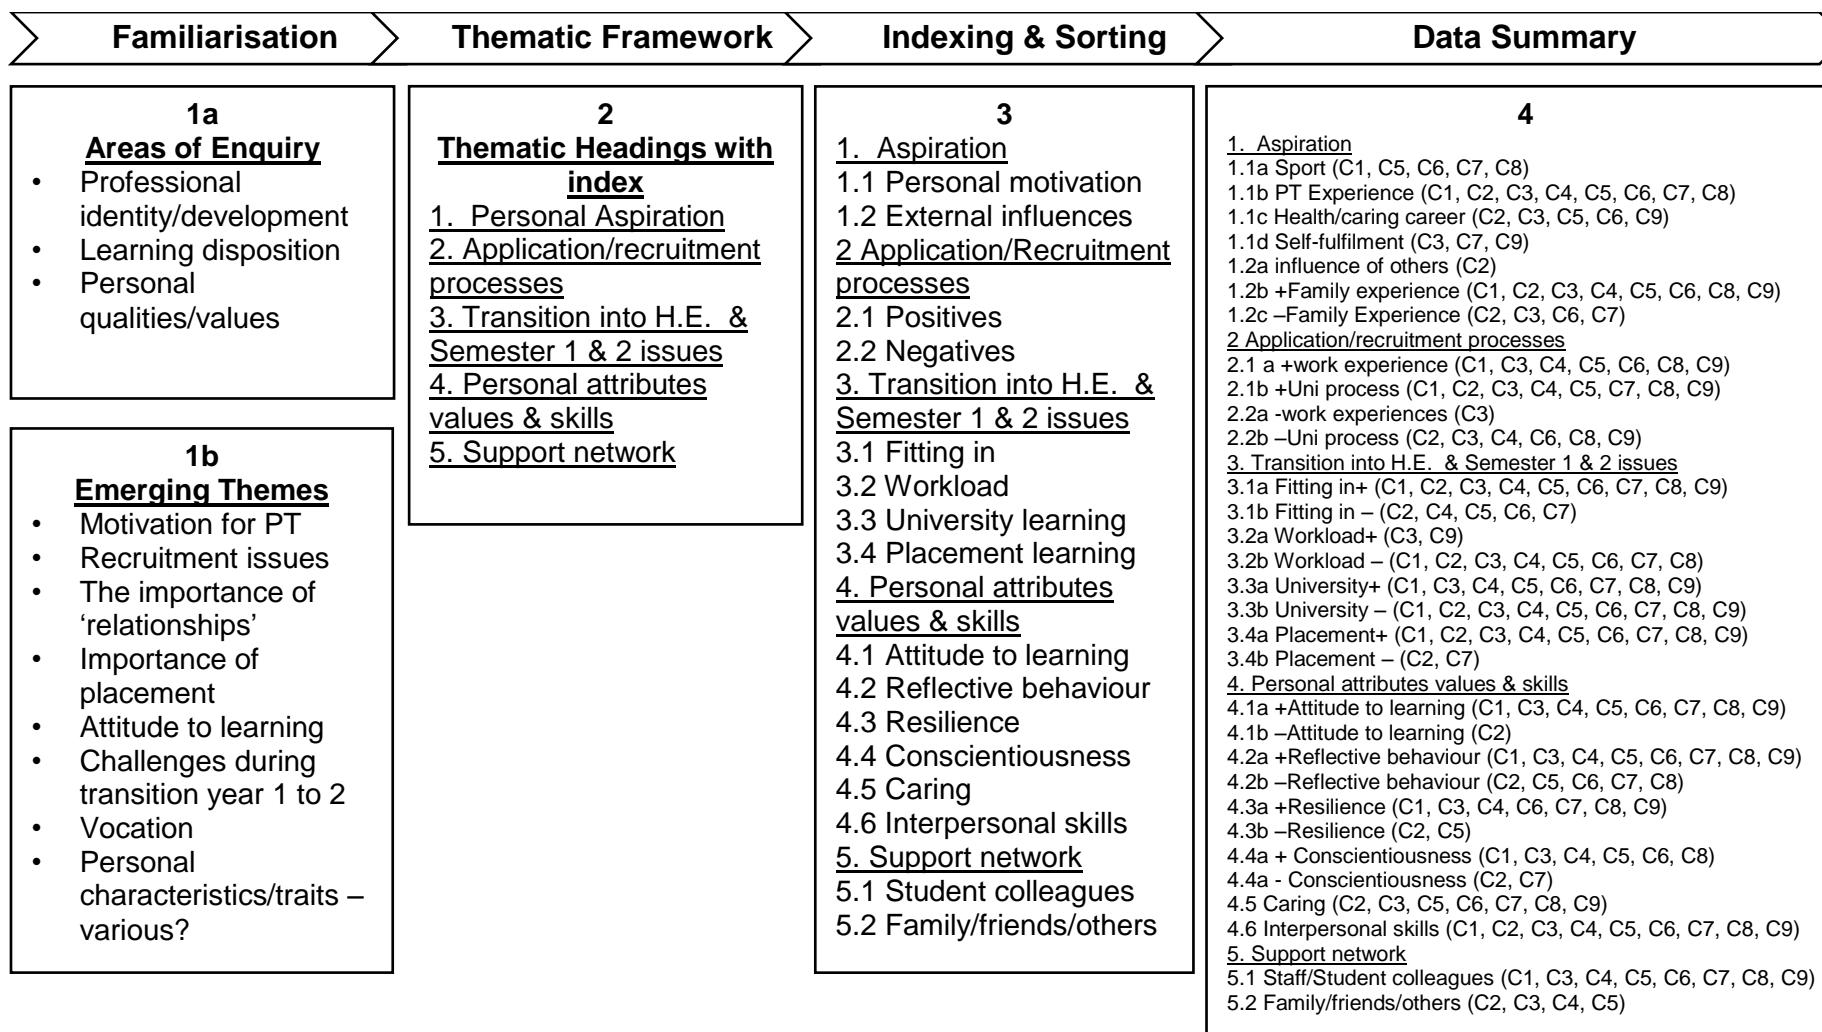 Familiarisation
Thematic Framework
Indexing & Sorting
Data Summary
1a
Areas of Enquiry
• Professional
identity/development
• Learning disposition
• Personal
qualities/values
1b
Emerging Themes
• Motivation for PT
• Recruitment issues
• The importance of
‘relationships’
• Importance of
placement
• Attitude to learning
• Challenges during
transition year 1 to 2
• Vocation
• Personal
characteristics/traits –
various?
2
Thematic Headings with
index
1. Personal Aspiration
2. Application/recruitment
processes
3. Transition into H.E. &
Semester 1 & 2 issues
4. Personal attributes
values & skills
5. Support network
3
1. Aspiration
1.1 Personal motivation
1.2 External influences
2 Application/Recruitment
processes
2.1 Positives
2.2 Negatives
3. Transition into H.E. &
Semester 1 & 2 issues
3.1 Fitting in
3.2 Workload
3.3 University learning
3.4 Placement learning
4. Personal attributes
values & skills
4.1 Attitude to learning
4.2 Reflective behaviour
4.3 Resilience
4.4 Conscientiousness
4.5 Caring
4.6 Interpersonal skills
5. Support network
5.1 Student colleagues
5.2 Family/friends/others
4
1. Aspiration
1.1a Sport (C1, C5, C6, C7, C8)
1.1b PT Experience (C1, C2, C3, C4, C5, C6, C7, C8)
1.1c Health/caring career (C2, C3, C5, C6, C9)
1.1d Self-fulfilment (C3, C7, C9)
1.2a influence of others (C2)
1.2b +Family experience (C1, C2, C3, C4, C5, C6, C8, C9)
1.2c –Family Experience (C2, C3, C6, C7)
2 Application/recruitment processes
2.1 a +work experience (C1, C3, C4, C5, C6, C8, C9)
2.1b +Uni process (C1, C2, C3, C4, C5, C7, C8, C9)
2.2a -work experiences (C3)
2.2b –Uni process (C2, C3, C4, C6, C8, C9)
3. Transition into H.E. & Semester 1 & 2 issues
3.1a Fitting in+ (C1, C2, C3, C4, C5, C6, C7, C8, C9)
3.1b Fitting in – (C2, C4, C5, C6, C7)
3.2a Workload+ (C3, C9)
3.2b Workload – (C1, C2, C3, C4, C5, C6, C7, C8)
3.3a University+ (C1, C3, C4, C5, C6, C7, C8, C9)
3.3b University – (C1, C2, C3, C4, C5, C6, C7, C8, C9)
3.4a Placement+ (C1, C2, C3, C4, C5, C6, C7, C8, C9)
3.4b Placement – (C2, C7)
4. Personal attributes values & skills
4.1a +Attitude to learning (C1, C3, C4, C5, C6, C7, C8, C9)
4.1b –Attitude to learning (C2)
4.2a +Reflective behaviour (C1, C3, C4, C5, C6, C7, C8, C9)
4.2b –Reflective behaviour (C2, C5, C6, C7, C8)
4.3a +Resilience (C1, C3, C4, C6, C7, C8, C9)
4.3b –Resilience (C2, C5)
4.4a + Conscientiousness (C1, C3, C4, C5, C6, C8)
4.4a - Conscientiousness (C2, C7)
4.5 Caring (C2, C3, C5, C6, C7, C8, C9)
4.6 Interpersonal skills (C1, C2, C3, C4, C5, C6, C7, C8, C9)
5. Support network
5.1 Staff/Student colleagues (C1, C3, C4, C5, C6, C7, C8, C9)
5.2 Family/friends/others (C2, C3, C4, C5)